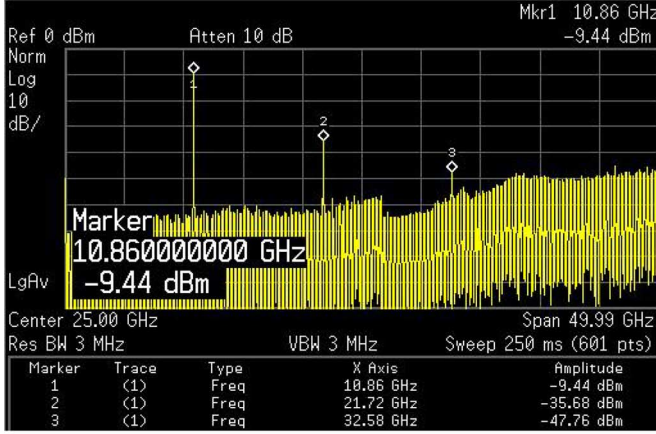 Mkr1 10.86 GHz
Ref 0 dBm Atten 10 dB -9.44 dBm
Norm
Log
10
dB/
1
2
3
Marker
10.860000000 GHz
-9.44 dBm
LgAv
Center 25.00 GHz Span 49.99 GHz
Res BW 3 MHz VBW 3 MHz Sweep 250 ms (601 pts)
Marker Trace Type X Axis Amplitude
1 (1) Freq 10.86 GHz -9.44 dBm
2 (1) Freq 21.72 GHz -35.68 dBm
3 (1) Freq 32.58 GHz -47.76 dBm